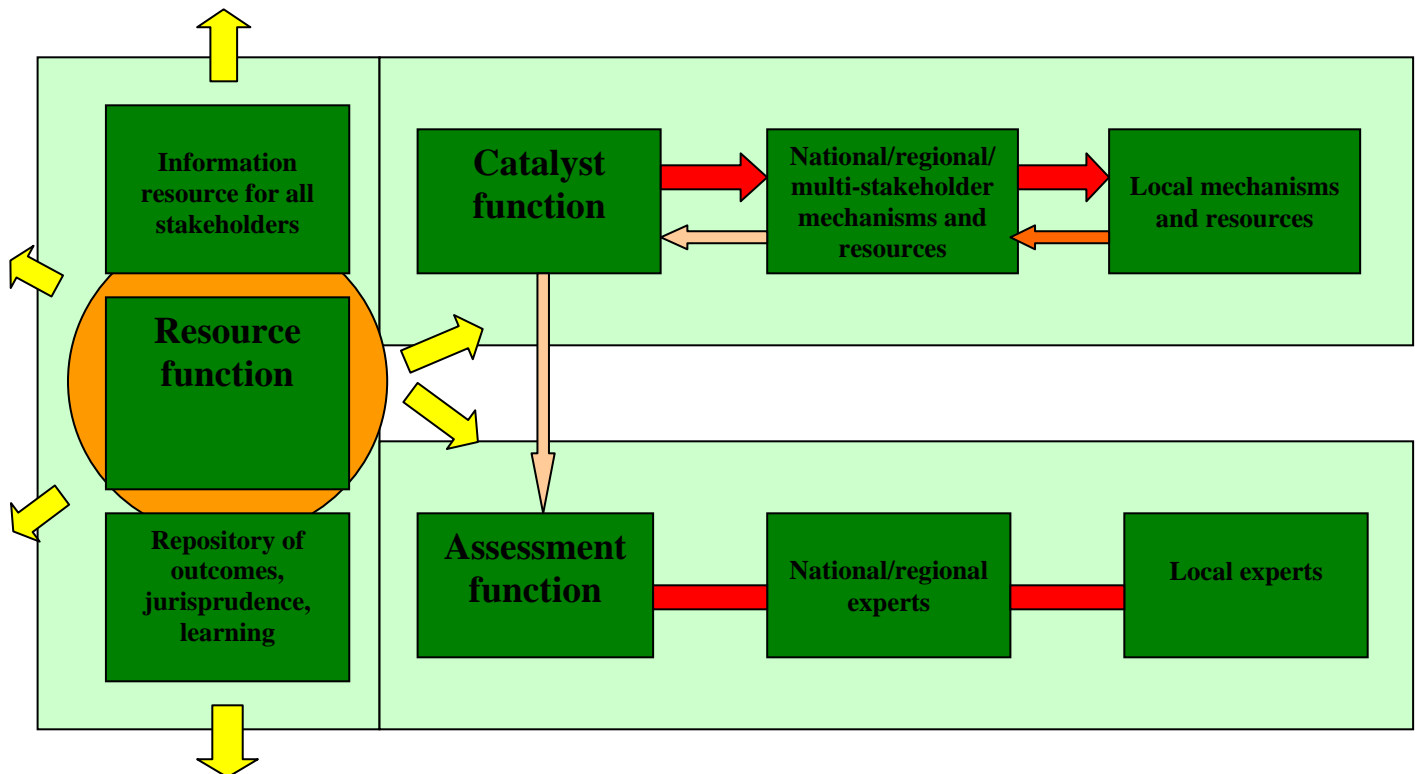 Information
resource for all
stakeholders
Resource
function
Repository of
outcomes,
jurisprudence,
learning
Catalyst
function
National/regional/
multi-stakeholder
mechanisms and
resources
Local mechanisms
and resources
Assessment
function
National/regional
experts
Local experts